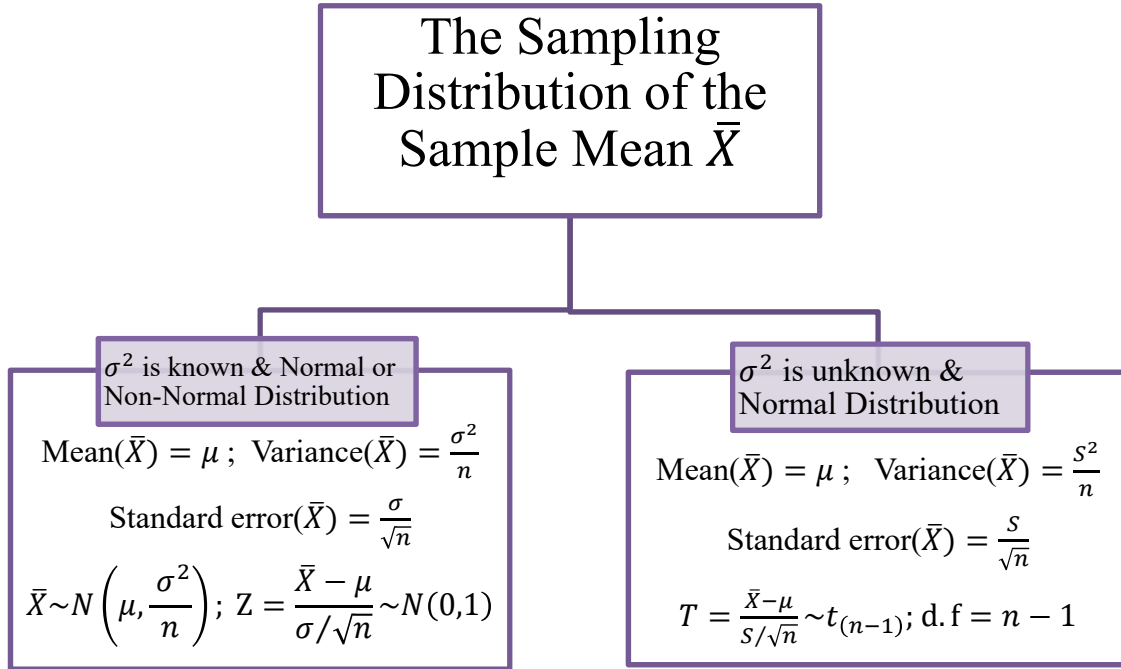 The Sampling
Distribution of the
Sample Mean X̄
σ² is known & Normal or
Non-Normal Distribution
Mean(X̄) = μ ; Variance(X̄) = σ²/n
Standard error(X̄) = σ/√n
X̄~N(μ, σ²/n) ; Z = (X̄ − μ)/(σ/√n) ~N(0,1)
σ² is unknown &
Normal Distribution
Mean(X̄) = μ ; Variance(X̄) = S²/n
Standard error(X̄) = S/√n
T = (X̄−μ)/(S/√n) ~t₍ₙ₋₁₎; d.f = n − 1